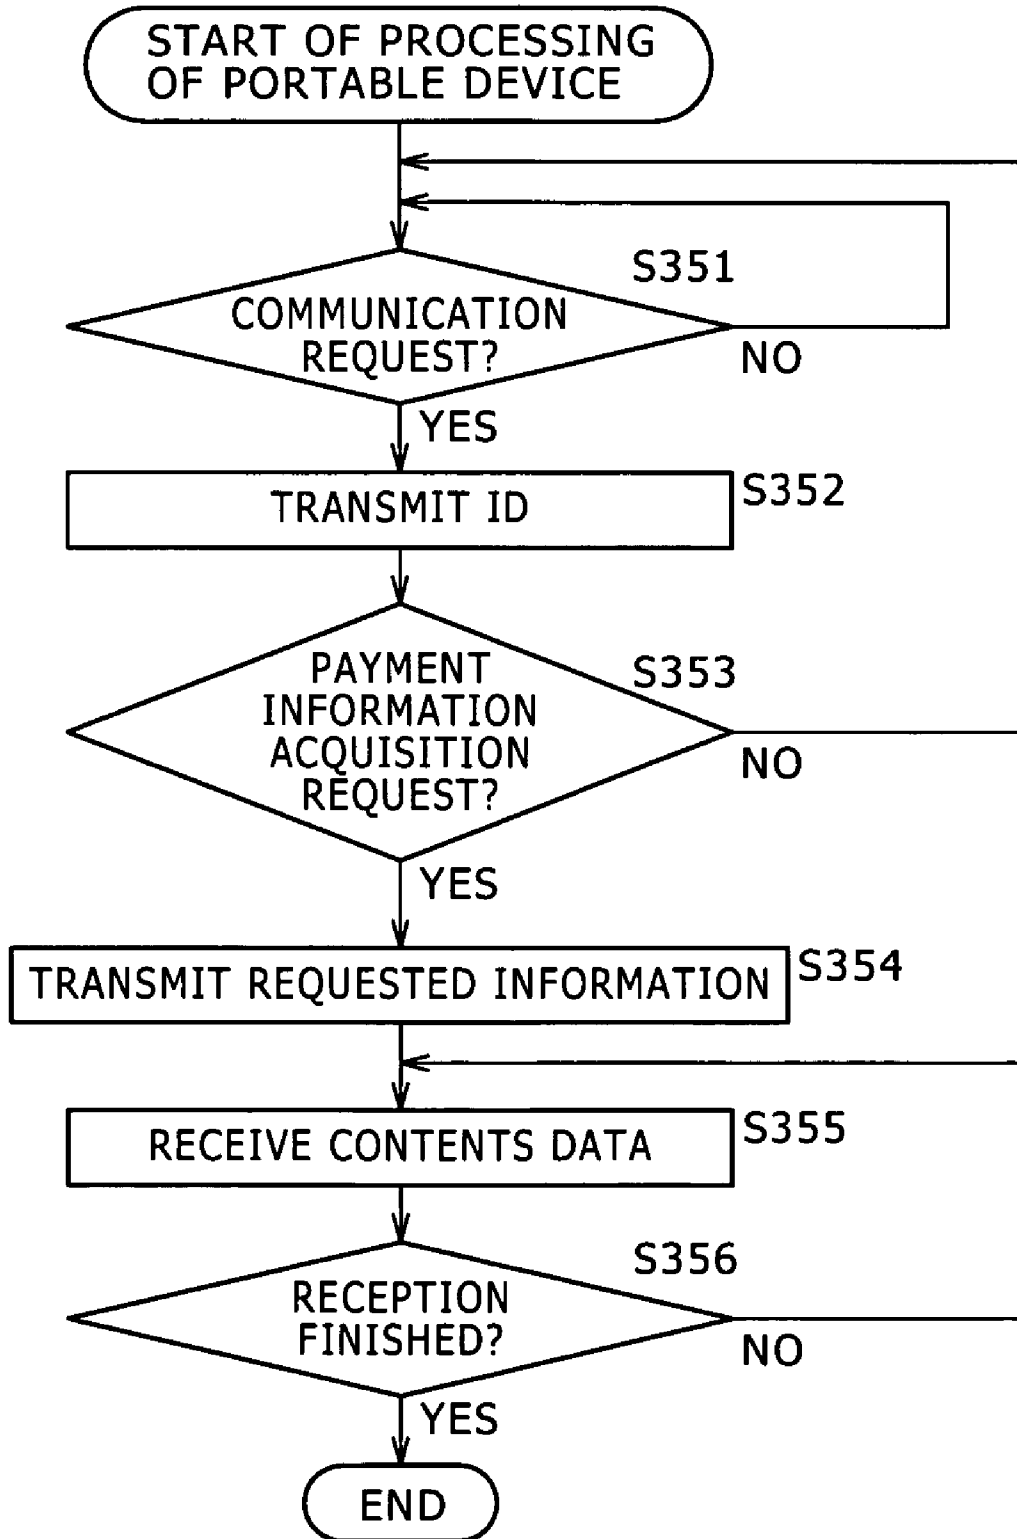 START OF PROCESSING
OF PORTABLE DEVICE
S351
COMMUNICATION
REQUEST?
NO
YES
S352
TRANSMIT ID
S353
PAYMENT
INFORMATION
ACQUISITION
REQUEST?
NO
YES
S354
TRANSMIT REQUESTED INFORMATION
S355
RECEIVE CONTENTS DATA
S356
RECEPTION
FINISHED?
NO
YES
END